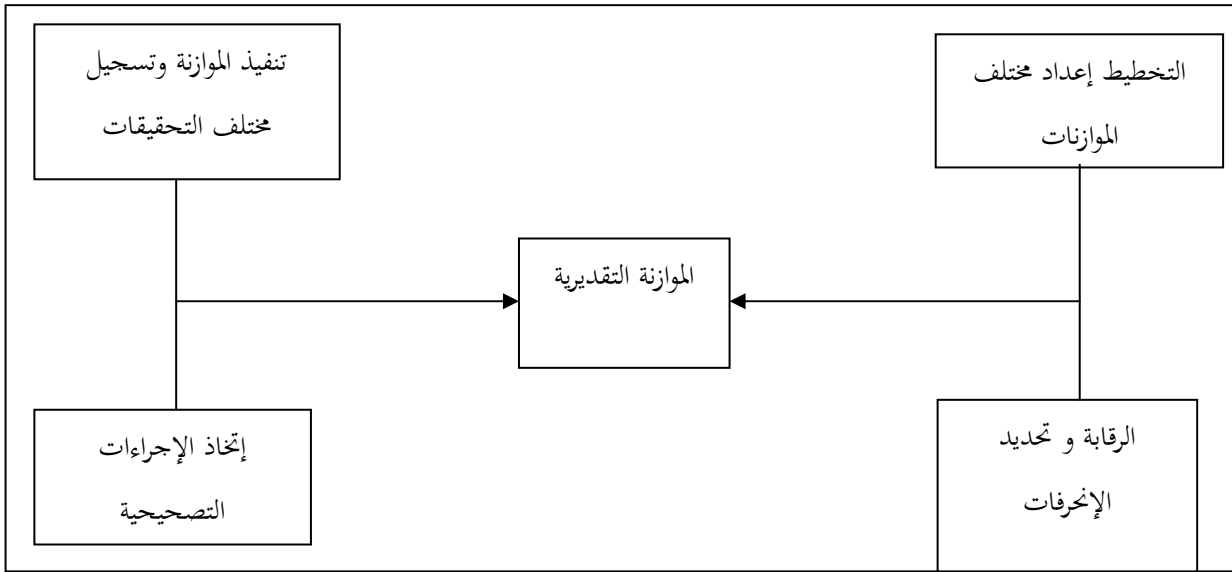 التخطيط إعداد مختلف
الموازنات
تنفيذ الموازنة وتسجيل
مختلف التحقيقات
الموازنة التقديرية
الرقابة و تحديد
الإنحرفات
إتخاذ الإجراءات
التصحيحية